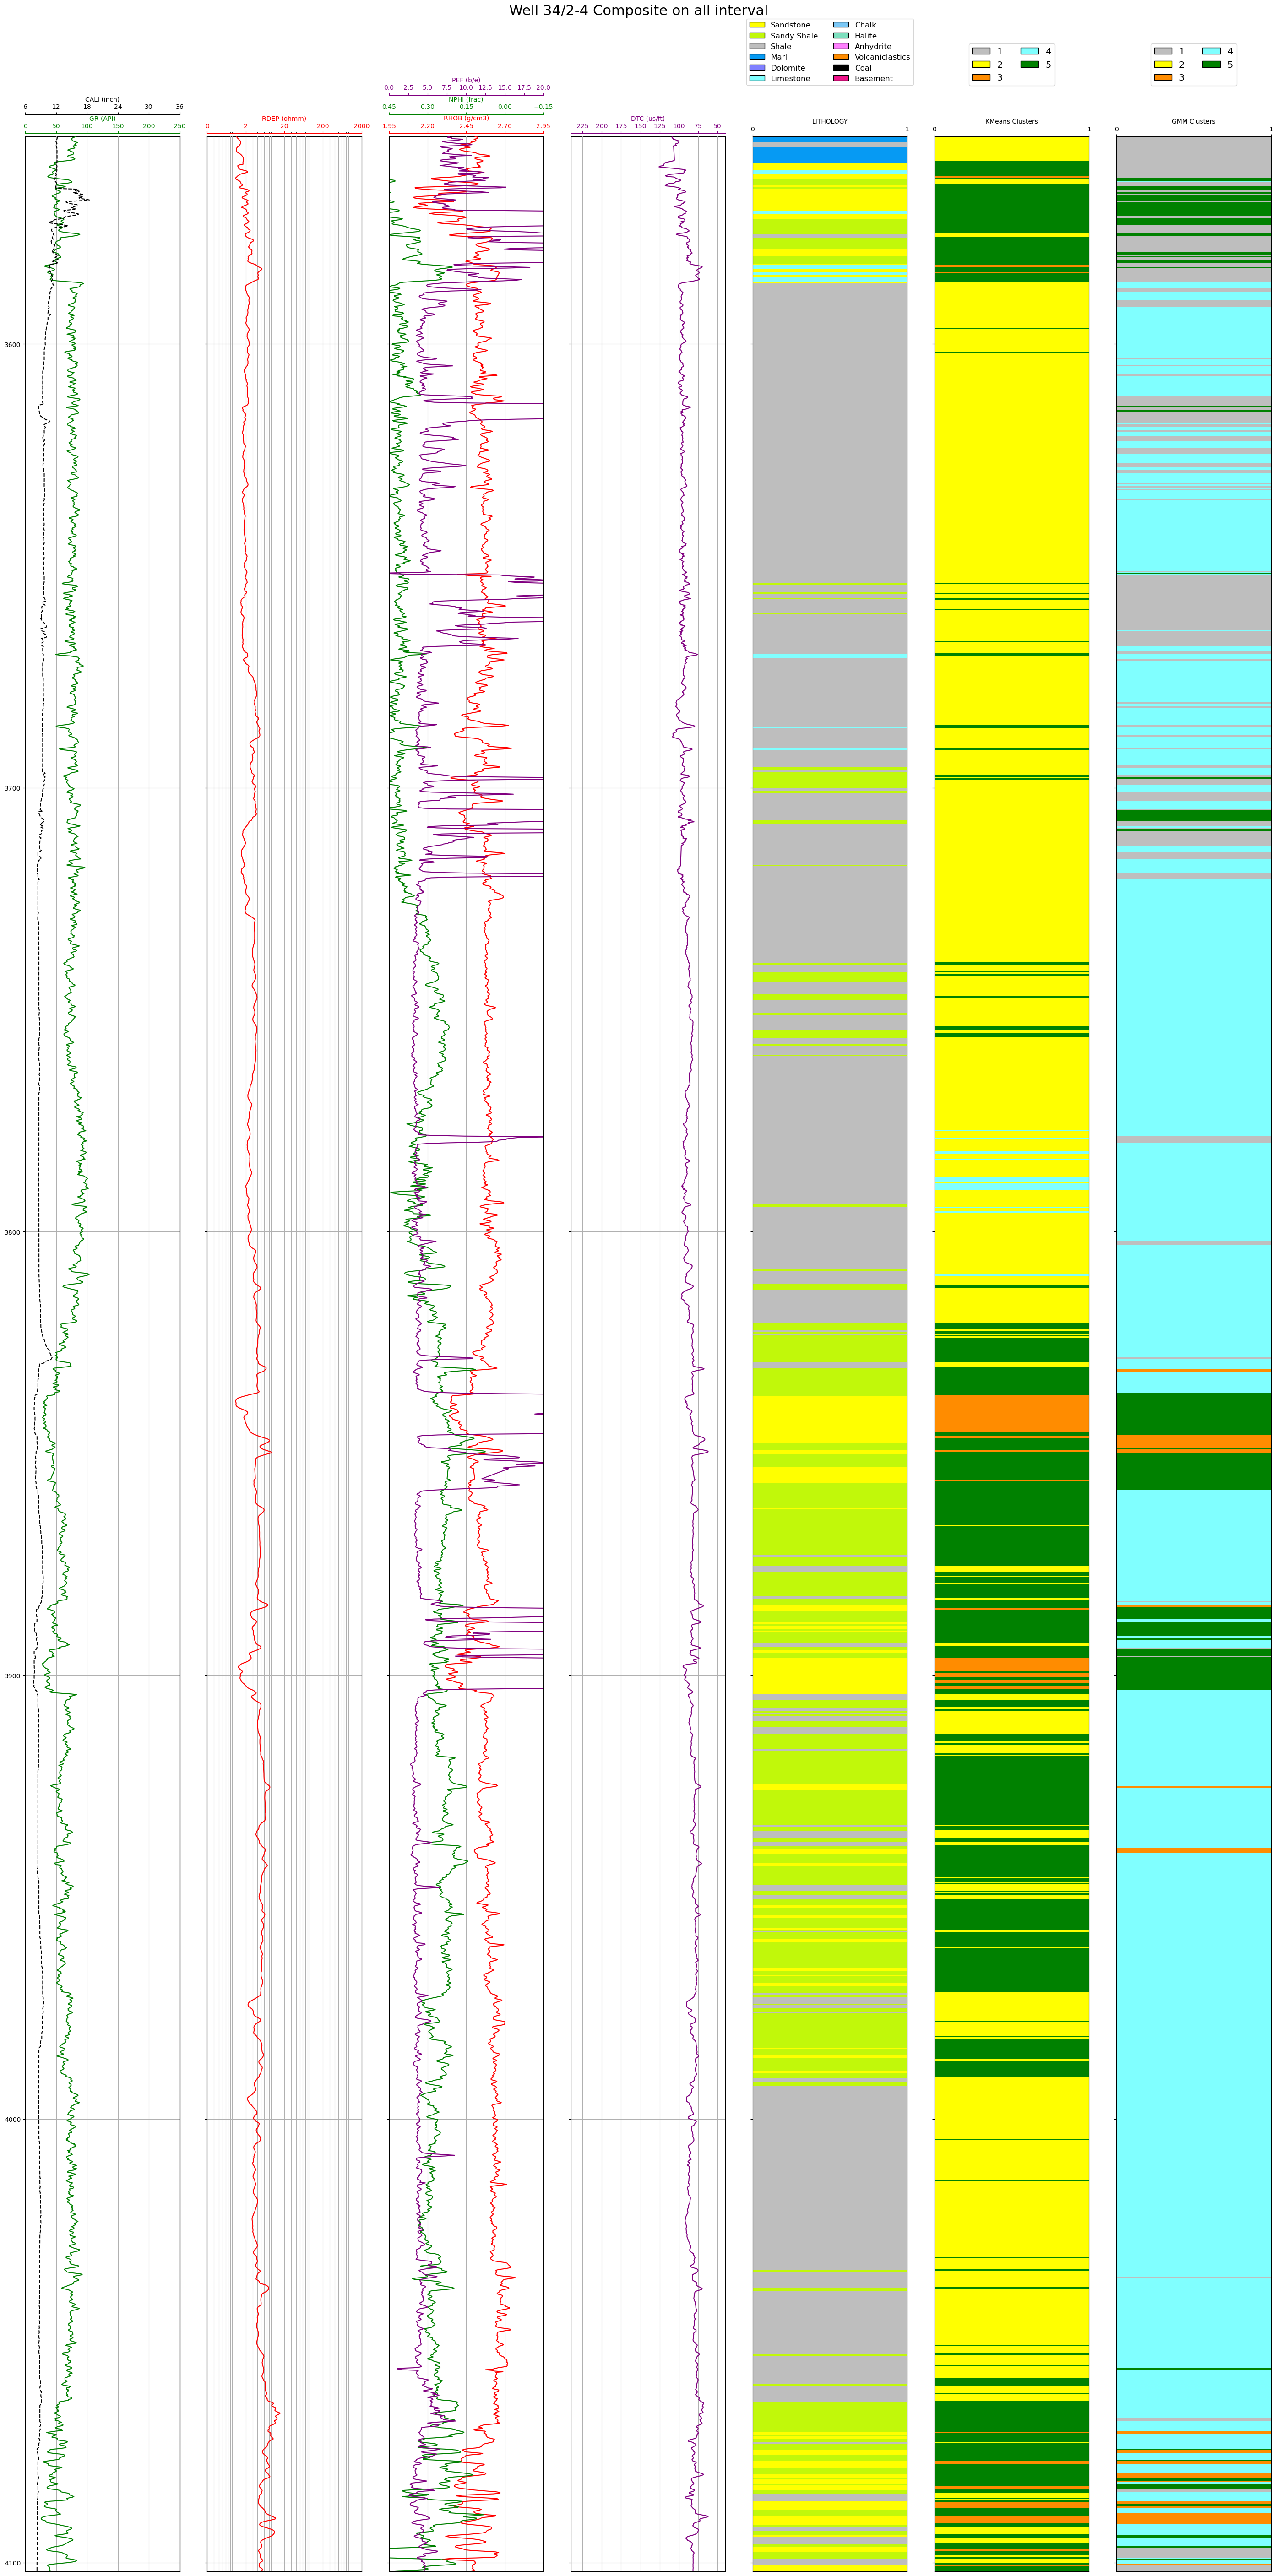 Well 34/2-4 Composite on all interval
Sandstone Chalk
Sandy Shale Halite
Shale Anhydrite
Marl Volcaniclastics
Dolomite Coal
Limestone Basement
1 4
2 5
3
1 4
2 5
3
PEF (b/e)
0.0 2.5 5.0 7.5 10.0 12.5 15.0 17.5 20.0
CALI (inch)
6 12 18 24 30 36
NPHI (frac)
0.45 0.30 0.15 0.00 −0.15
GR (API)
0 50 100 150 200 250
RDEP (ohmm)
0 2 20 200 2000
RHOB (g/cm3)
1.95 2.20 2.45 2.70 2.95
DTC (us/ft)
225 200 175 150 125 100 75 50
LITHOLOGY
0 1
KMeans Clusters
0 1
GMM Clusters
0 1
3600
3700
3800
3900
4000
4100